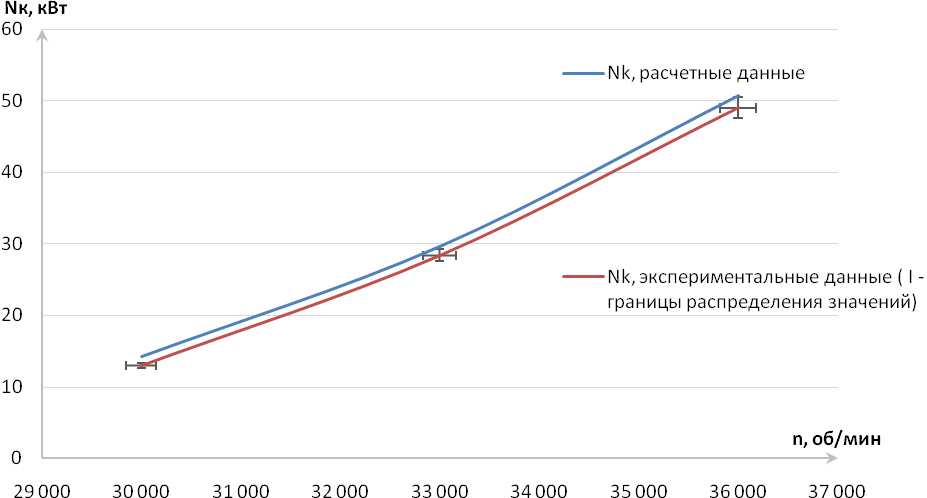 Nк, кВт
60
Nk, расчетные данные
50
40
30
Nk, экспериментальные данные ( I -
границы распределения значений)
20
10
n, об/мин
0
29 000 30 000 31 000 32 000 33 000 34 000 35 000 36 000 37 000